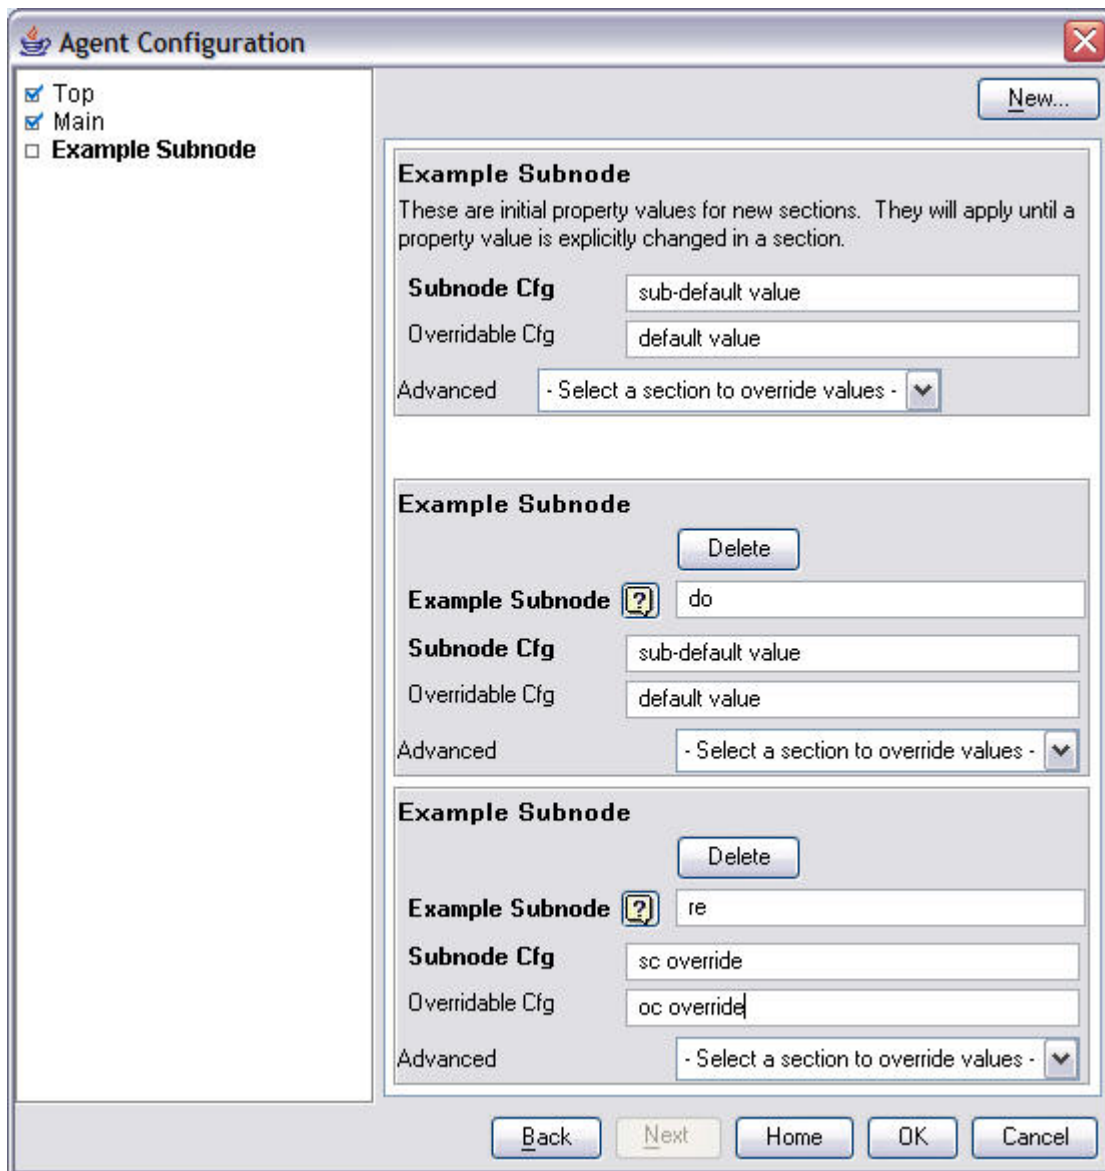 Agent Configuration
Top
Main
Example Subnode
New...
Example Subnode
These are initial property values for new sections. They will apply until a
property value is explicitly changed in a section.
Subnode Cfg sub-default value
Overridable Cfg default value
Advanced - Select a section to override values -
Example Subnode
Delete
Example Subnode ? do
Subnode Cfg sub-default value
Overridable Cfg default value
Advanced - Select a section to override values -
Example Subnode
Delete
Example Subnode ? re
Subnode Cfg sc override
Overridable Cfg oc override
Advanced - Select a section to override values -
Back Next Home OK Cancel